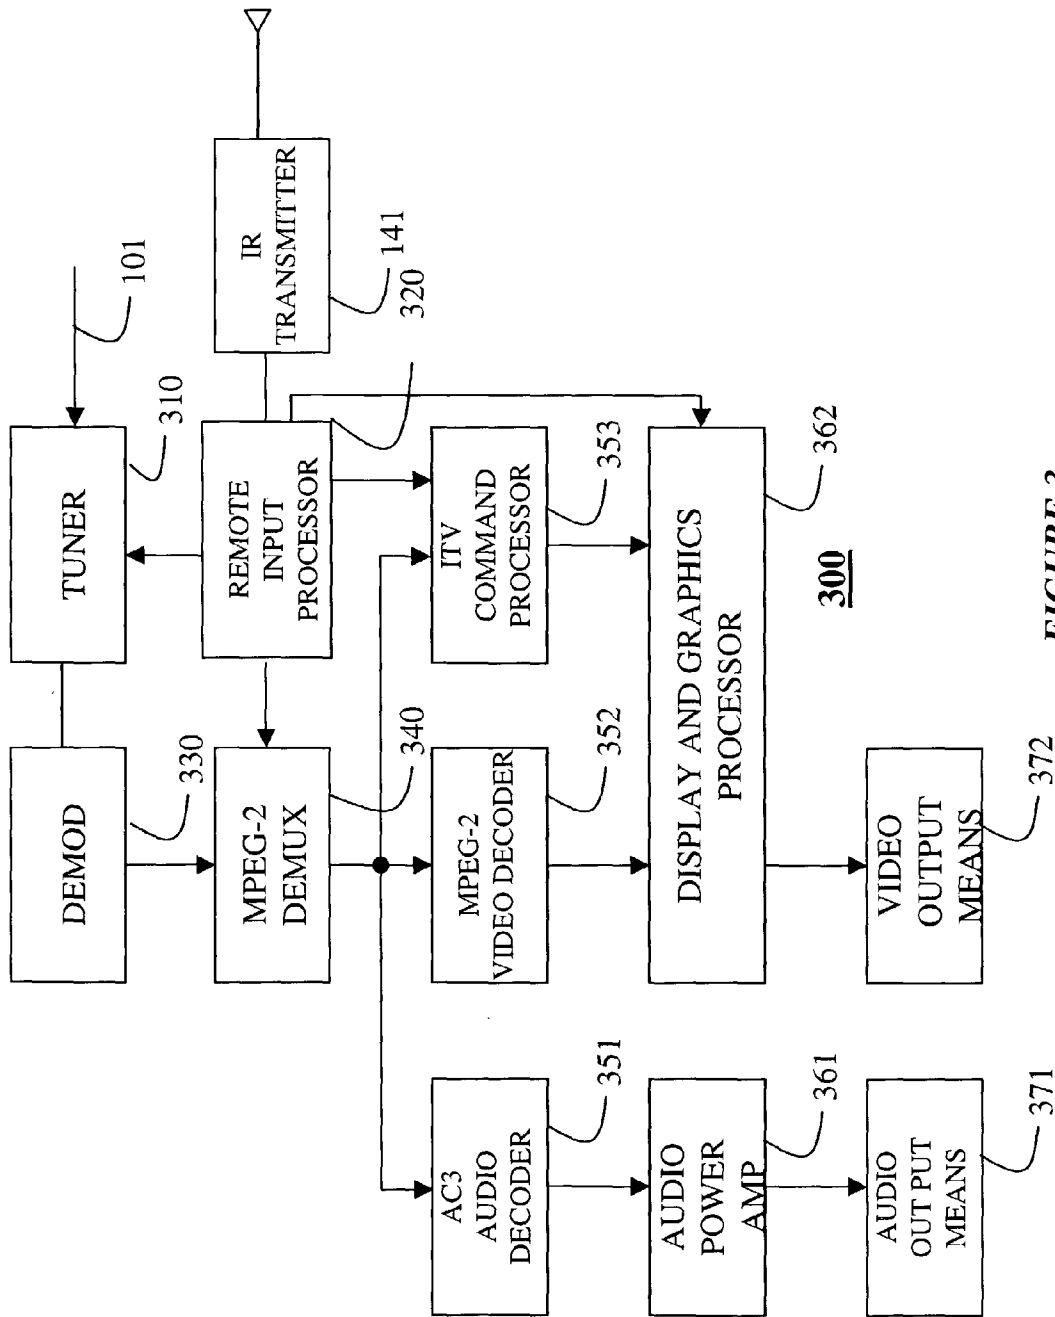 DEMOD
330
TUNER
310
101
MPEG-2
DEMUX
340
REMOTE
INPUT
PROCESSOR
320
IR
TRANSMITTER
141
AC3
AUDIO
DECODER
351
MPEG-2
VIDEO DECODER
352
ITV
COMMAND
PROCESSOR
353
AUDIO
POWER
AMP
361
DISPLAY AND GRAPHICS
PROCESSOR
362
300
AUDIO
OUT PUT
MEANS
371
VIDEO
OUTPUT
MEANS
372
FIGURE 3